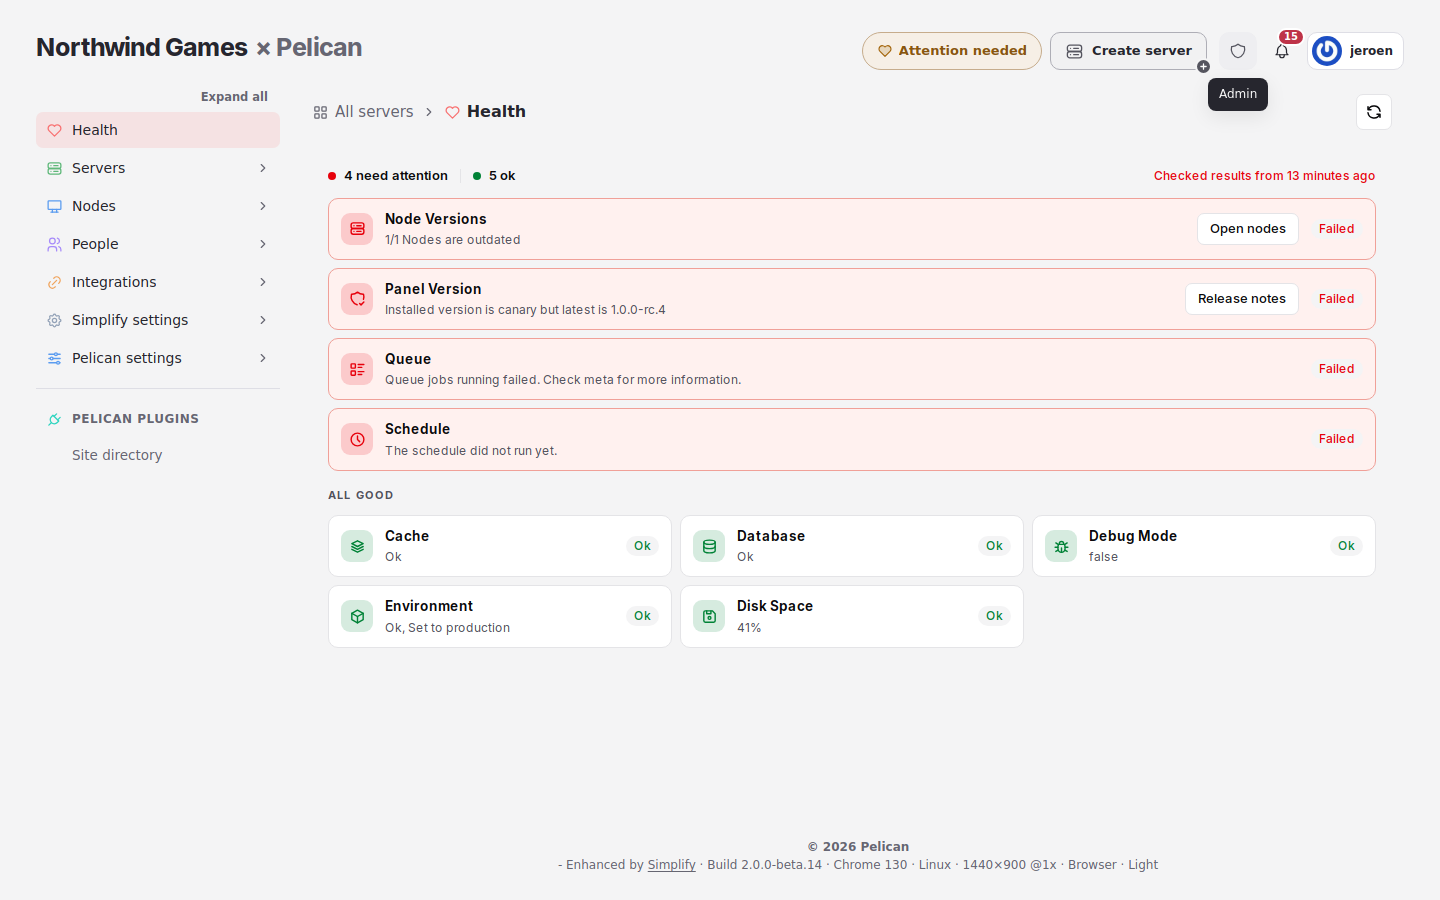 Northwind Games × Pelican
Attention needed
Create server
15
jeroen
Admin
Expand all
Health
Servers
Nodes
People
Integrations
Simplify settings
Pelican settings
PELICAN PLUGINS
Site directory
All servers > Health
4 need attention
5 ok
Checked results from 13 minutes ago
Node Versions
1/1 Nodes are outdated
Open nodes
Failed
Panel Version
Installed version is canary but latest is 1.0.0-rc.4
Release notes
Failed
Queue
Queue jobs running failed. Check meta for more information.
Failed
Schedule
The schedule did not run yet.
Failed
ALL GOOD
Cache
Ok
Ok
Database
Ok
Ok
Debug Mode
false
Ok
Environment
Ok, Set to production
Ok
Disk Space
41%
Ok
© 2026 Pelican
- Enhanced by Simplify · Build 2.0.0-beta.14 · Chrome 130 · Linux · 1440×900 @1x · Browser · Light